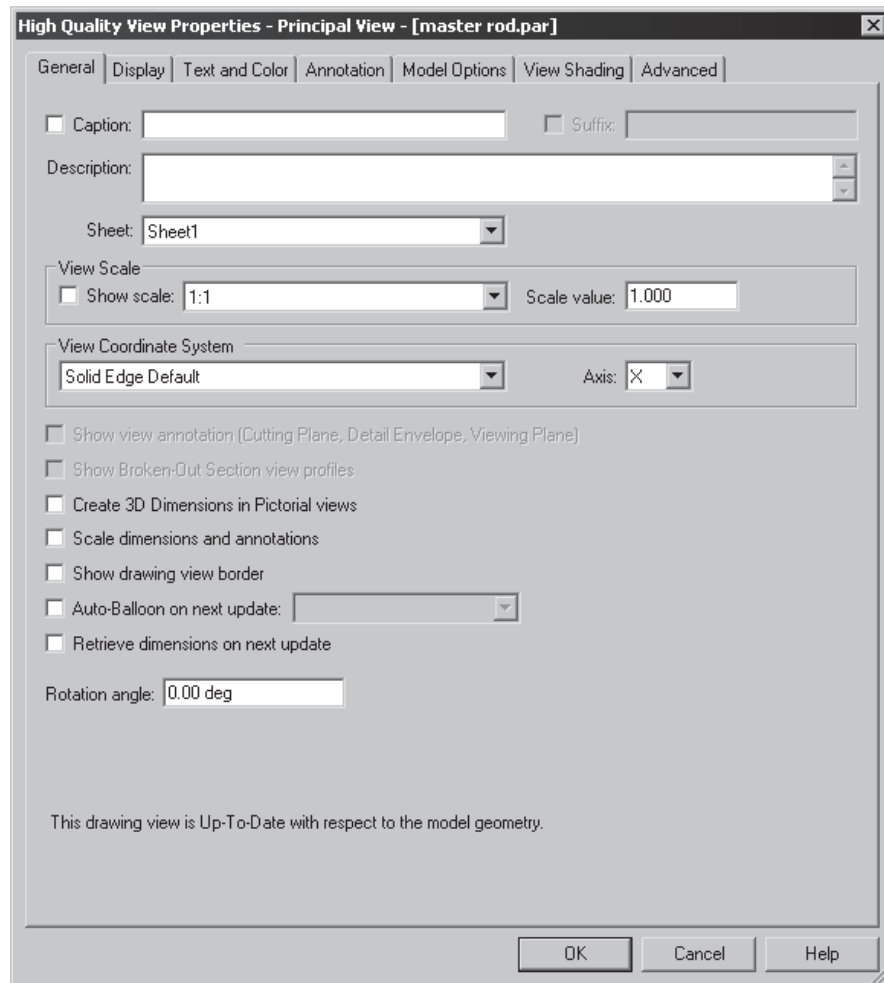 High Quality View Properties - Principal View - [master rod.par]
General Display Text and Color Annotation Model Options View Shading Advanced
Caption: Suffix:
Description:
Sheet: Sheet1
View Scale
Show scale: 1:1 Scale value: 1.000
View Coordinate System
Solid Edge Default Axis: X
Show view annotation (Cutting Plane, Detail Envelope, Viewing Plane)
Show Broken-Out Section view profiles
Create 3D Dimensions in Pictorial views
Scale dimensions and annotations
Show drawing view border
Auto-Balloon on next update:
Retrieve dimensions on next update
Rotation angle: 0.00 deg
This drawing view is Up-To-Date with respect to the model geometry.
OK Cancel Help